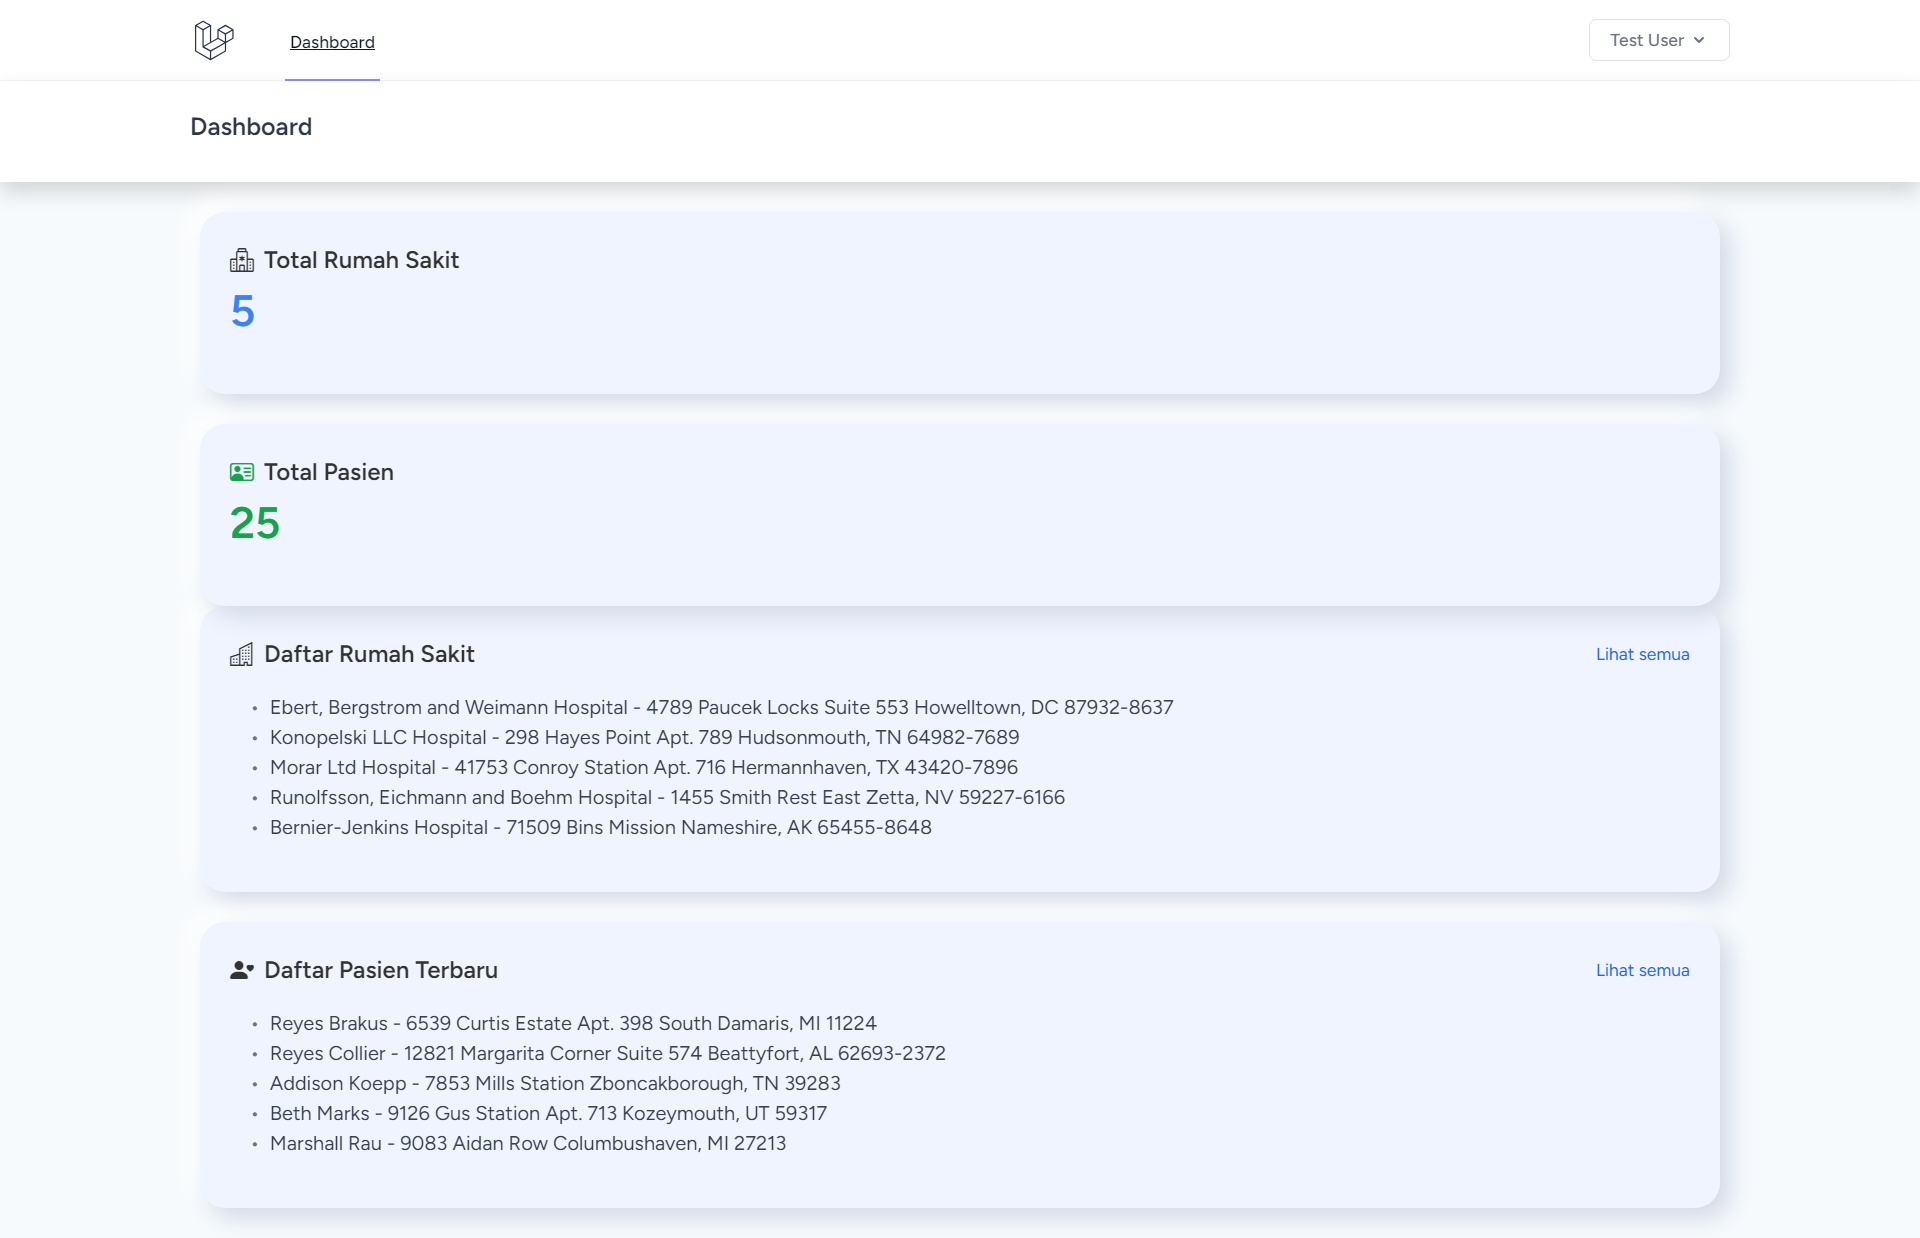 Dashboard
Test User
Dashboard
Total Rumah Sakit
5
Total Pasien
25
Daftar Rumah Sakit
Lihat semua
Ebert, Bergstrom and Weimann Hospital - 4789 Paucek Locks Suite 553 Howelltown, DC 87932-8637
Konopelski LLC Hospital - 298 Hayes Point Apt. 789 Hudsonmouth, TN 64982-7689
Morar Ltd Hospital - 41753 Conroy Station Apt. 716 Hermannhaven, TX 43420-7896
Runolfsson, Eichmann and Boehm Hospital - 1455 Smith Rest East Zetta, NV 59227-6166
Bernier-Jenkins Hospital - 71509 Bins Mission Nameshire, AK 65455-8648
Daftar Pasien Terbaru
Lihat semua
Reyes Brakus - 6539 Curtis Estate Apt. 398 South Damaris, MI 11224
Reyes Collier - 12821 Margarita Corner Suite 574 Beattyfort, AL 62693-2372
Addison Koepp - 7853 Mills Station Zboncakborough, TN 39283
Beth Marks - 9126 Gus Station Apt. 713 Kozeymouth, UT 59317
Marshall Rau - 9083 Aidan Row Columbushaven, MI 27213